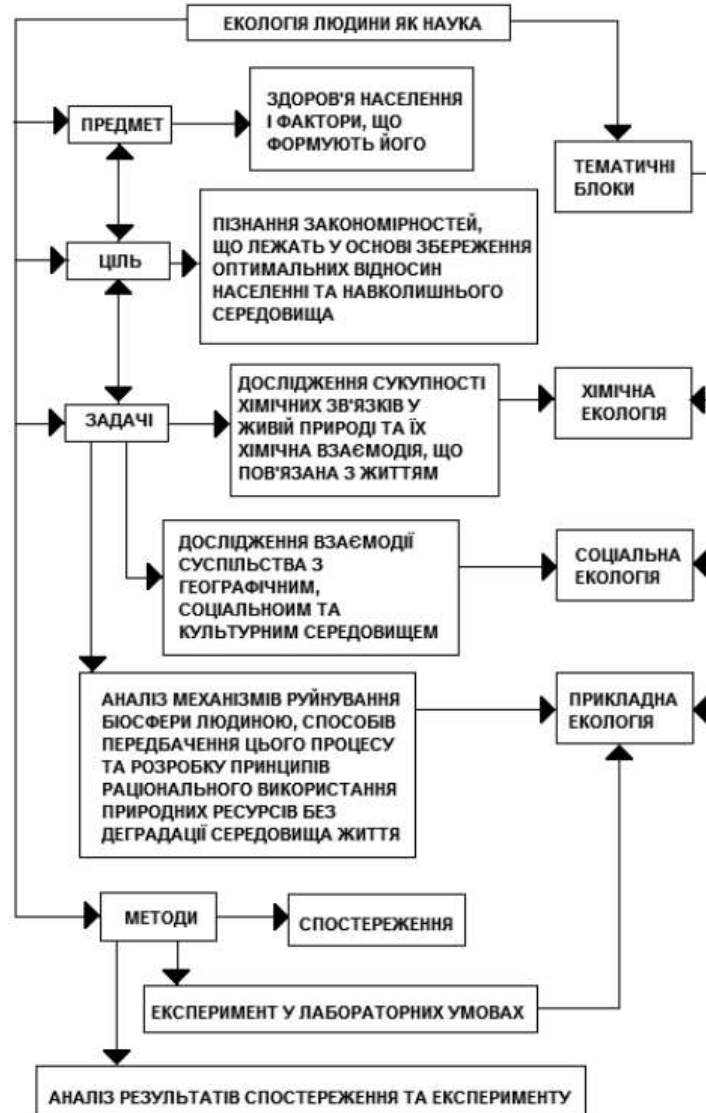 ЕКОЛОГІЯ ЛЮДИНИ ЯК НАУКА
ПРЕДМЕТ
ЗДОРОВ'Я НАСЕЛЕННЯ
І ФАКТОРИ, ЩО
ФОРМУЮТЬ ЙОГО
ТЕМАТИЧНІ
БЛОКИ
ЦІЛЬ
ПІЗНАННЯ ЗАКОНОМІРНОСТЕЙ,
ЩО ЛЕЖАТЬ У ОСНОВІ ЗБЕРЕЖЕННЯ
ОПТИМАЛЬНИХ ВІДНОСИН
НАСЕЛЕННІ ТА НАВКОЛИШНЬОГО
СЕРЕДОВИЩА
ЗАДАЧІ
ДОСЛІДЖЕННЯ СУКУПНОСТІ
ХІМІЧНИХ ЗВ'ЯЗКІВ У
ЖИВІЙ ПРИРОДІ ТА ЇХ
ХІМІЧНА ВЗАЄМОДІЯ, ЩО
ПОВ'ЯЗАНА З ЖИТТЯМ
ХІМІЧНА
ЕКОЛОГІЯ
ДОСЛІДЖЕННЯ ВЗАЄМОДІЇ
СУСПІЛЬСТВА З
ГЕОГРАФІЧНИМ,
СОЦІАЛЬНОИМ ТА
КУЛЬТУРНИМ СЕРЕДОВИЩЕМ
СОЦІАЛЬНА
ЕКОЛОГІЯ
АНАЛІЗ МЕХАНІЗМІВ РУЙНУВАННЯ
БІОСФЕРИ ЛЮДИНОЮ, СПОСОБІВ
ПЕРЕДБАЧЕННЯ ЦЬОГО ПРОЦЕСУ
ТА РОЗРОБКУ ПРИНЦИПІВ
РАЦІОНАЛЬНОГО ВИКОРИСТАННЯ
ПРИРОДНИХ РЕСУРСІВ БЕЗ
ДЕГРАДАЦІЇ СЕРЕДОВИЩА ЖИТТЯ
ПРИКЛАДНА
ЕКОЛОГІЯ
МЕТОДИ
СПОСТЕРЕЖЕННЯ
ЕКСПЕРИМЕНТ У ЛАБОРАТОРНИХ УМОВАХ
АНАЛІЗ РЕЗУЛЬТАТІВ СПОСТЕРЕЖЕННЯ ТА ЕКСПЕРИМЕНТУ